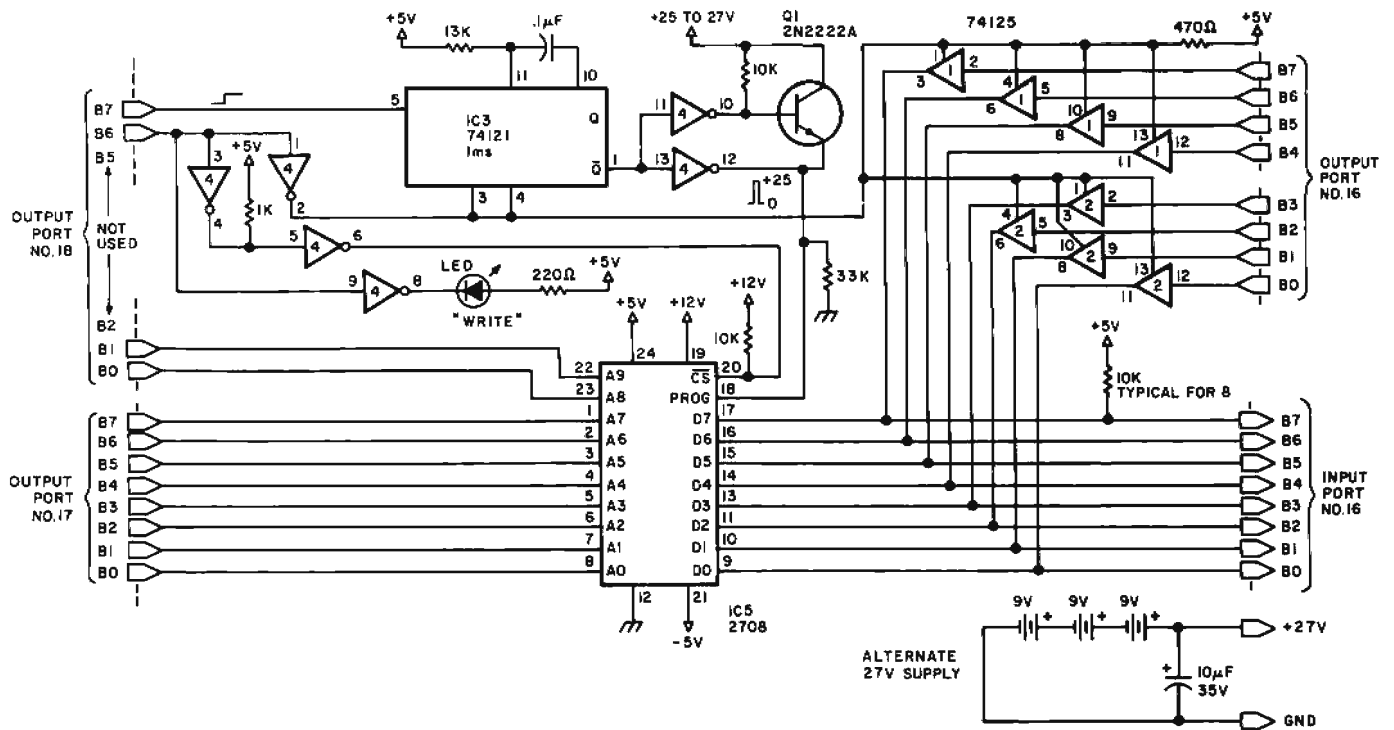 +5V
13K
.1µF
11
10
B7
5
IC3
74121
1ms
Q
Q̅
1
3
4
B6
B5
NOT
USED
B2
B1
B0
OUTPUT
PORT
NO.18
3
4
4
+5V
1K
1
4
2
5
4
6
9
4
8
LED
"WRITE"
220Ω
+5V
+25 TO 27V
Q1
2N2222A
10K
11
4
10
13
4
12
+25
0
33K
74125
470Ω
+5V
3
1
1
2
B7
6
4
1
5
B6
8
10
1
9
B5
11
13
1
12
B4
3
1
2
2
B3
6
4
2
5
B2
8
10
2
9
B1
11
13
2
12
B0
OUTPUT
PORT
NO.16
+5V
24
+12V
19
+12V
10K
+5V
10K
TYPICAL FOR 8
22 A9
23 A8
OUTPUT
PORT
NO.17
B7 1 A7
B6 2 A6
B5 3 A5
B4 4 A4
B3 5 A3
B2 6 A2
B1 7 A1
B0 8 A0
C̅S̅ 20
PROG 18
D7 17 B7
D6 16 B6
D5 15 B5
D4 14 B4
D3 13 B3
D2 11 B2
D1 10 B1
D0 9 B0
INPUT
PORT
NO.16
12
21
-5V
IC5
2708
ALTERNATE
27V SUPPLY
9V
+
9V
+
9V
+
+27V
+
10µF
35V
GND